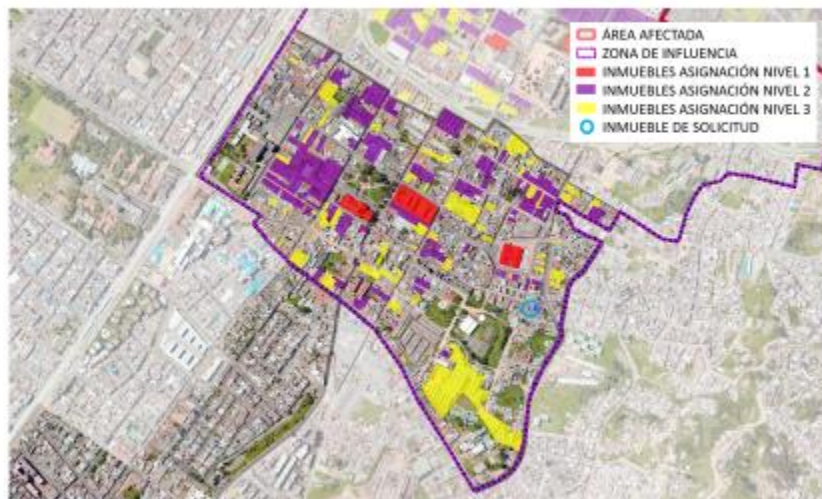 ÁREA AFECTADA
ZONA DE INFLUENCIA
INMUEBLES ASIGNACIÓN NIVEL 1
INMUEBLES ASIGNACIÓN NIVEL 2
INMUEBLES ASIGNACIÓN NIVEL 3
INMUEBLE DE SOLICITUD